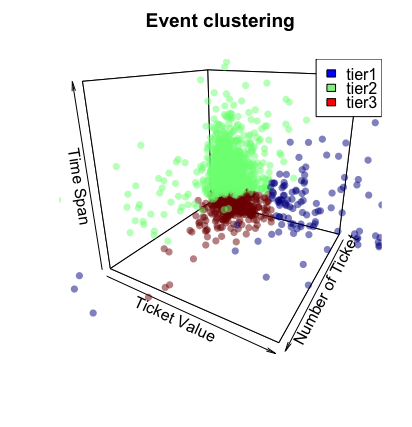 Event clustering
tier1
tier2
tier3
Time Span
Ticket Value
Number of Ticket